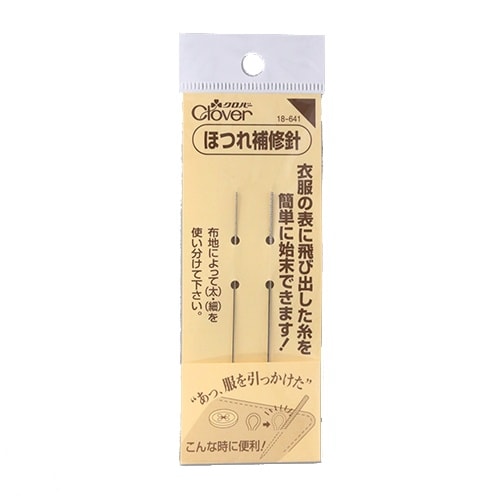 クロバー
Clover
18-641
ほつれ補修針
衣服の表に飛び出した糸を
簡単に始末できます!
布地によって(太)・(細)を
使い分けて下さい。
“あっ、服を引っかけた”
こんな時に便利!